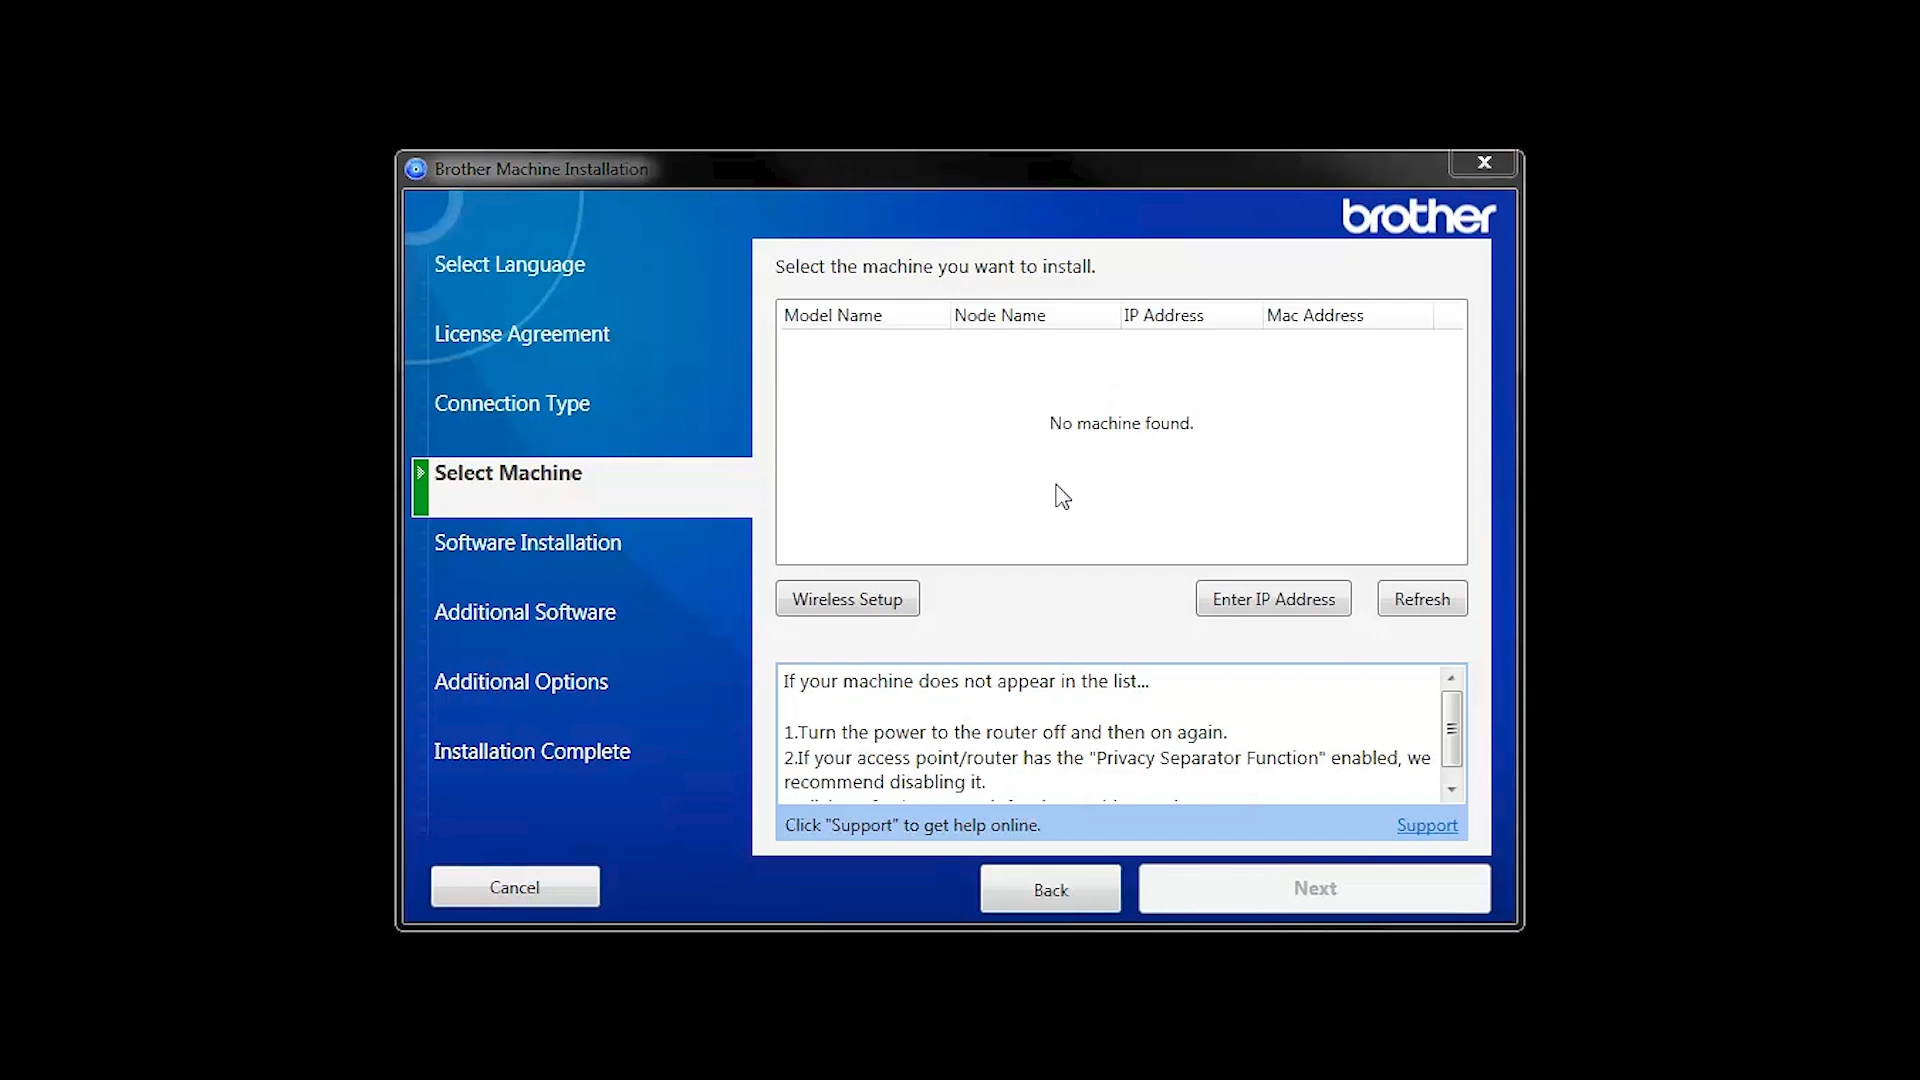 Brother Machine Installation
X
brother
Select Language
License Agreement
Connection Type
Select Machine
Software Installation
Additional Software
Additional Options
Installation Complete
Select the machine you want to install.
Model Name Node Name IP Address Mac Address
No machine found.
Wireless Setup Enter IP Address Refresh
If your machine does not appear in the list...
1.Turn the power to the router off and then on again.
2.If your access point/router has the "Privacy Separator Function" enabled, we
recommend disabling it.
Click "Support" to get help online. Support
Cancel Back Next